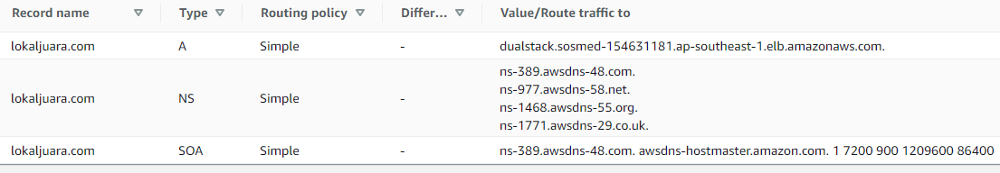 Record name Type Routing policy Differ... Value/Route traffic to
lokaljuara.com A Simple - dualstack.sosmed-154631181.ap-southeast-1.elb.amazonaws.com.
lokaljuara.com NS Simple - ns-389.awsdns-48.com.
ns-977.awsdns-58.net.
ns-1468.awsdns-55.org.
ns-1771.awsdns-29.co.uk.
lokaljuara.com SOA Simple - ns-389.awsdns-48.com. awsdns-hostmaster.amazon.com. 1 7200 900 1209600 86400